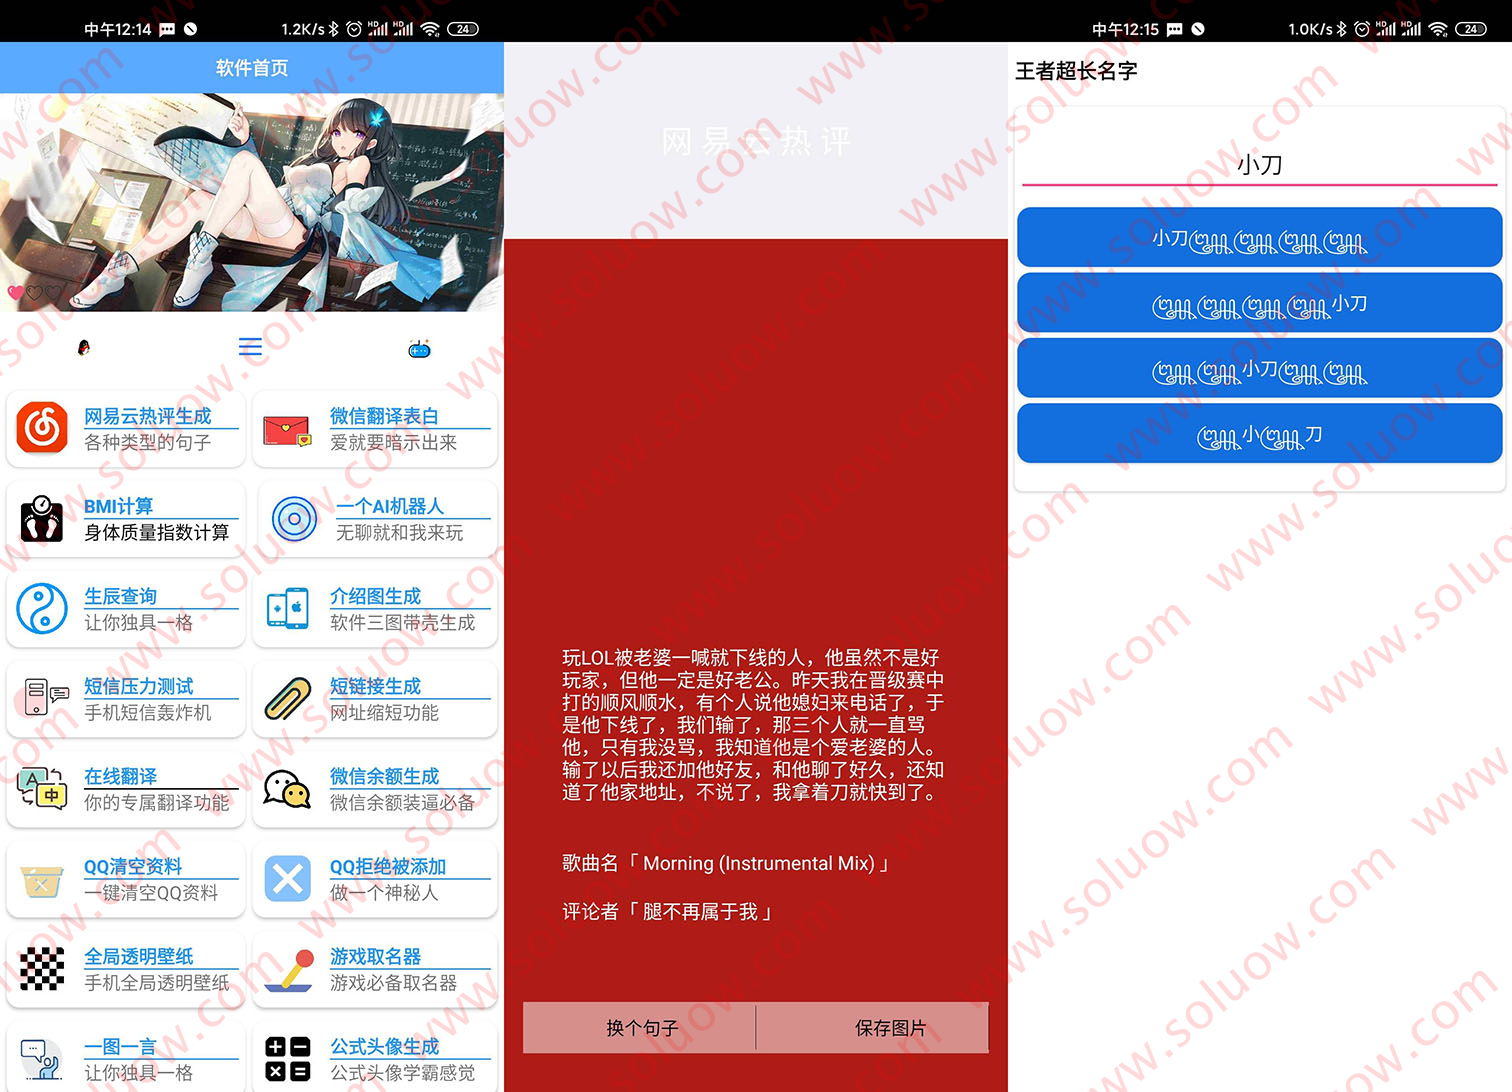 中午12:14
1.2K/s
24
软件首页
网易云热评生成
各种类型的句子
微信翻译表白
爱就要暗示出来
BMI计算
身体质量指数计算
一个AI机器人
无聊就和我来玩
生辰查询
让你独具一格
介绍图生成
软件三图带壳生成
短信压力测试
手机短信轰炸机
短链接生成
网址缩短功能
在线翻译
你的专属翻译功能
微信余额生成
微信余额装逼必备
QQ清空资料
一键清空QQ资料
QQ拒绝被添加
做一个神秘人
全局透明壁纸
手机全局透明壁纸
游戏取名器
游戏必备取名器
一图一言
让你独具一格
公式头像生成
公式头像学霸感觉
网易云热评
玩LOL被老婆一喊就下线的人，他虽然不是好
玩家，但他一定是好老公。昨天我在晋级赛中
打的顺风顺水，有个人说他媳妇来电话了，于
是他下线了，我们输了，那三个人就一直骂
他，只有我没骂，我知道他是个爱老婆的人。
输了以后我还加他好友，和他聊了好久，还知
道了他家地址，不说了，我拿着刀就快到了。
歌曲名「 Morning (Instrumental Mix) 」
评论者「 腿不再属于我 」
换个句子
保存图片
中午12:15
1.0K/s
24
王者超长名字
小刀
小刀
小刀
小刀
小 刀
www.soluow.com